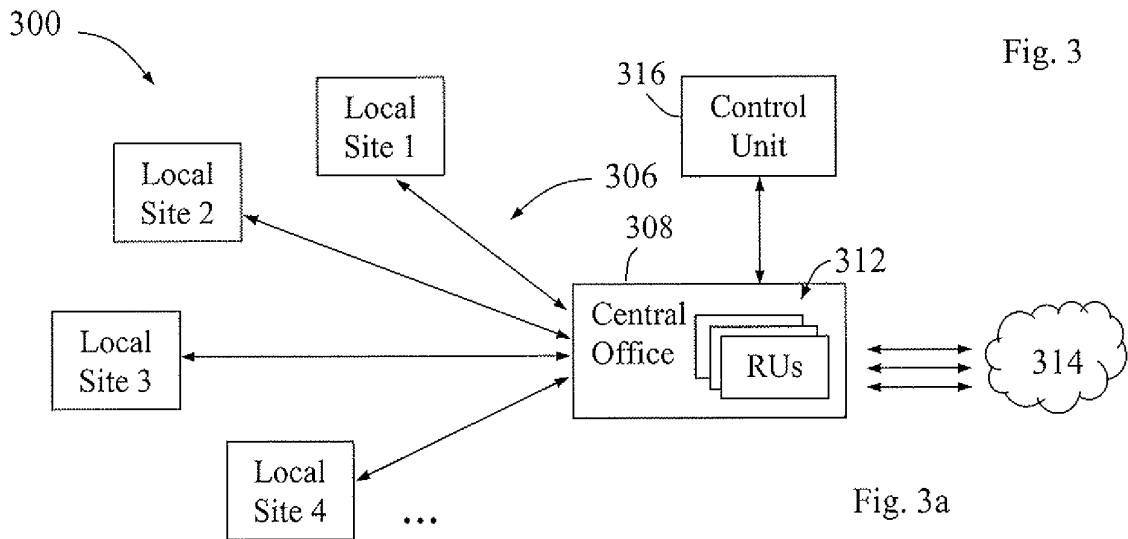 300
Fig. 3
Local
Site 1
316
Control
Unit
Local
Site 2
306
308
312
Central
Office
RUs
314
Local
Site 3
Local
Site 4
...
Fig. 3a